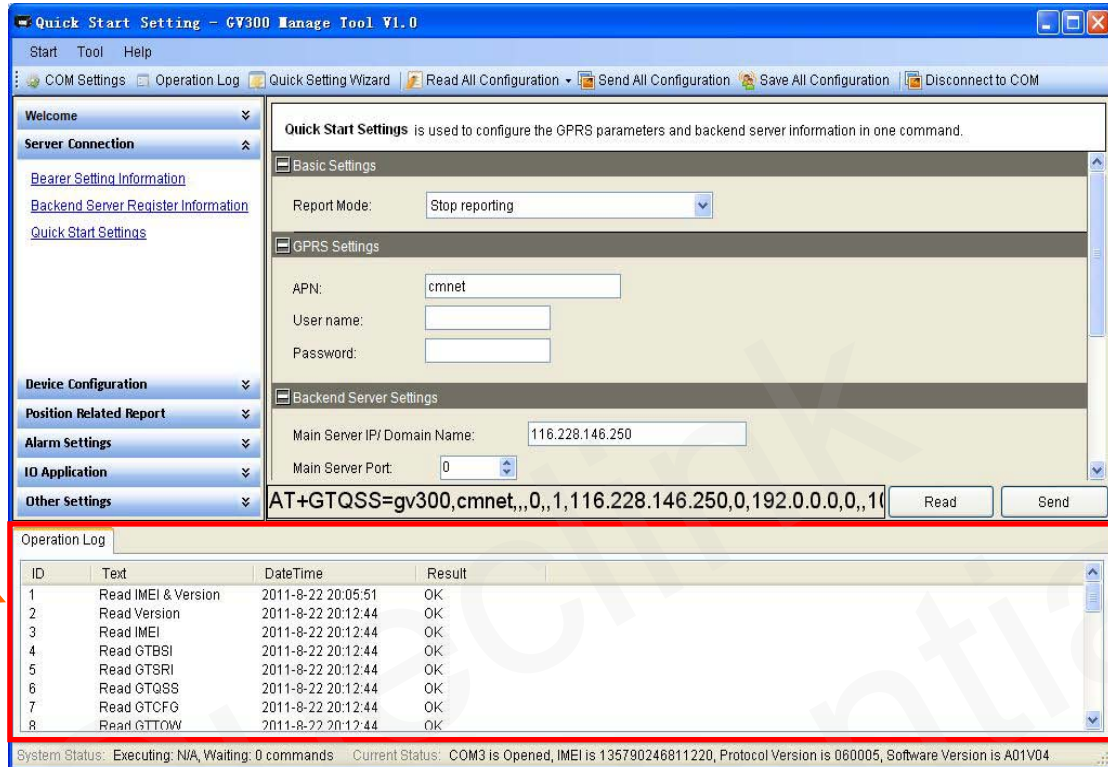 Quick Start Setting - GV300 Manage Tool V1.0
Start Tool Help
COM Settings Operation Log Quick Setting Wizard Read All Configuration Send All Configuration Save All Configuration Disconnect to COM
Welcome
Server Connection
Bearer Setting Information
Backend Server Register Information
Quick Start Settings
Device Configuration
Position Related Report
Alarm Settings
IO Application
Other Settings
Quick Start Settings is used to configure the GPRS parameters and backend server information in one command.
Basic Settings
Report Mode: Stop reporting
GPRS Settings
APN: cmnet
User name:
Password:
Backend Server Settings
Main Server IP/ Domain Name: 116.228.146.250
Main Server Port: 0
AT+GTQSS=gv300,cmnet,,,0,,1,116.228.146.250,0,192.0.0.0,0,,1( Read Send
Operation Log
ID Text DateTime Result
1 Read IMEI & Version 2011-8-22 20:05:51 OK
2 Read Version 2011-8-22 20:12:44 OK
3 Read IMEI 2011-8-22 20:12:44 OK
4 Read GTBSI 2011-8-22 20:12:44 OK
5 Read GTSRI 2011-8-22 20:12:44 OK
6 Read GTQSS 2011-8-22 20:12:44 OK
7 Read GTCFG 2011-8-22 20:12:44 OK
8 Read GTTOW 2011-8-22 20:12:44 OK
System Status: Executing: N/A, Waiting: 0 commands Current Status: COM3 is Opened, IMEI is 135790246811220, Protocol Version is 060005, Software Version is A01V04